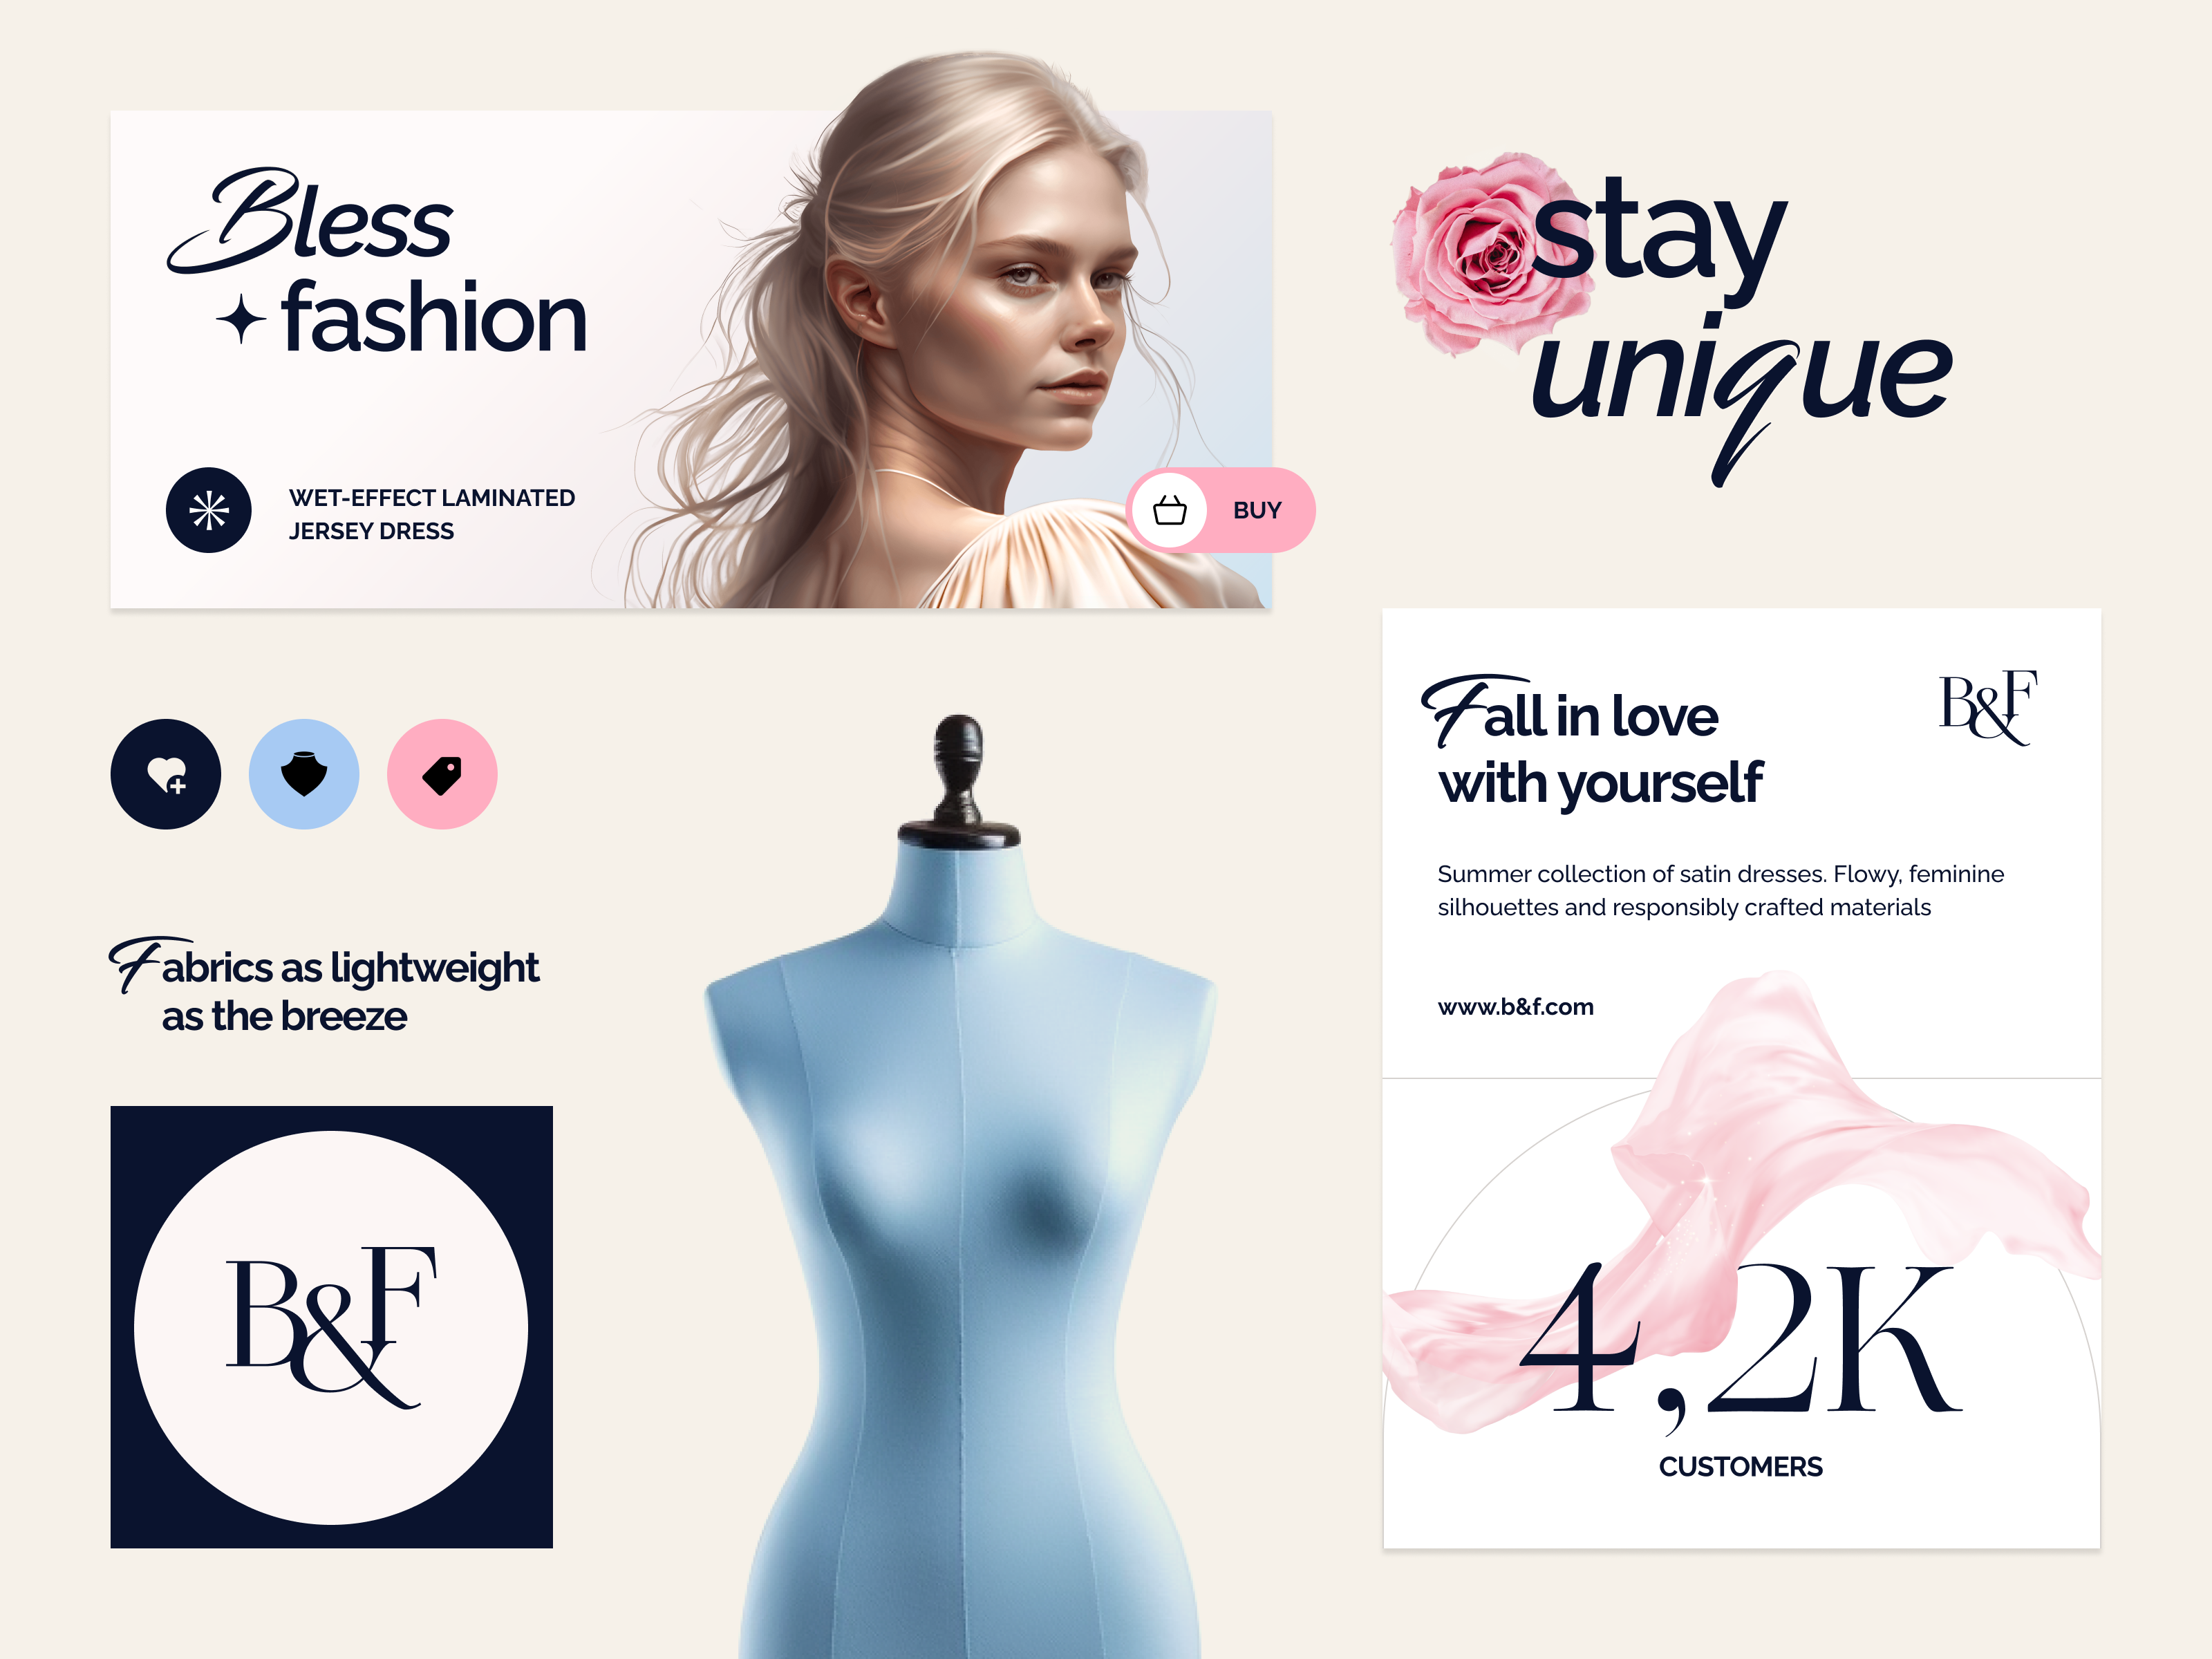 Bless
fashion
WET-EFFECT LAMINATED
JERSEY DRESS
BUY
stay
unique
Fall in love
with yourself
B&F
Summer collection of satin dresses. Flowy, feminine
silhouettes and responsibly crafted materials
www.b&f.com
4,2K
CUSTOMERS
Fabrics as lightweight
as the breeze
B&F